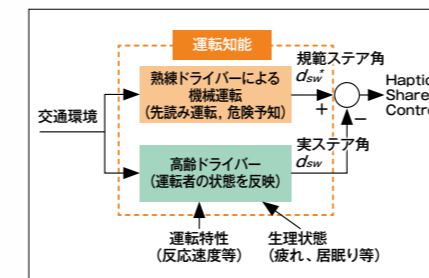 運転知能
熟練ドライバーによる
機械運転
(先読み運転, 危険予知)
規範ステア角
d*sw
+
−
Haptic
Share
Contr
交通環境
高齢ドライバー
(運転者の状態を反映)
実ステア角
dsw
運転特性
(反応速度等)
生理状態
(疲れ、居眠り等)